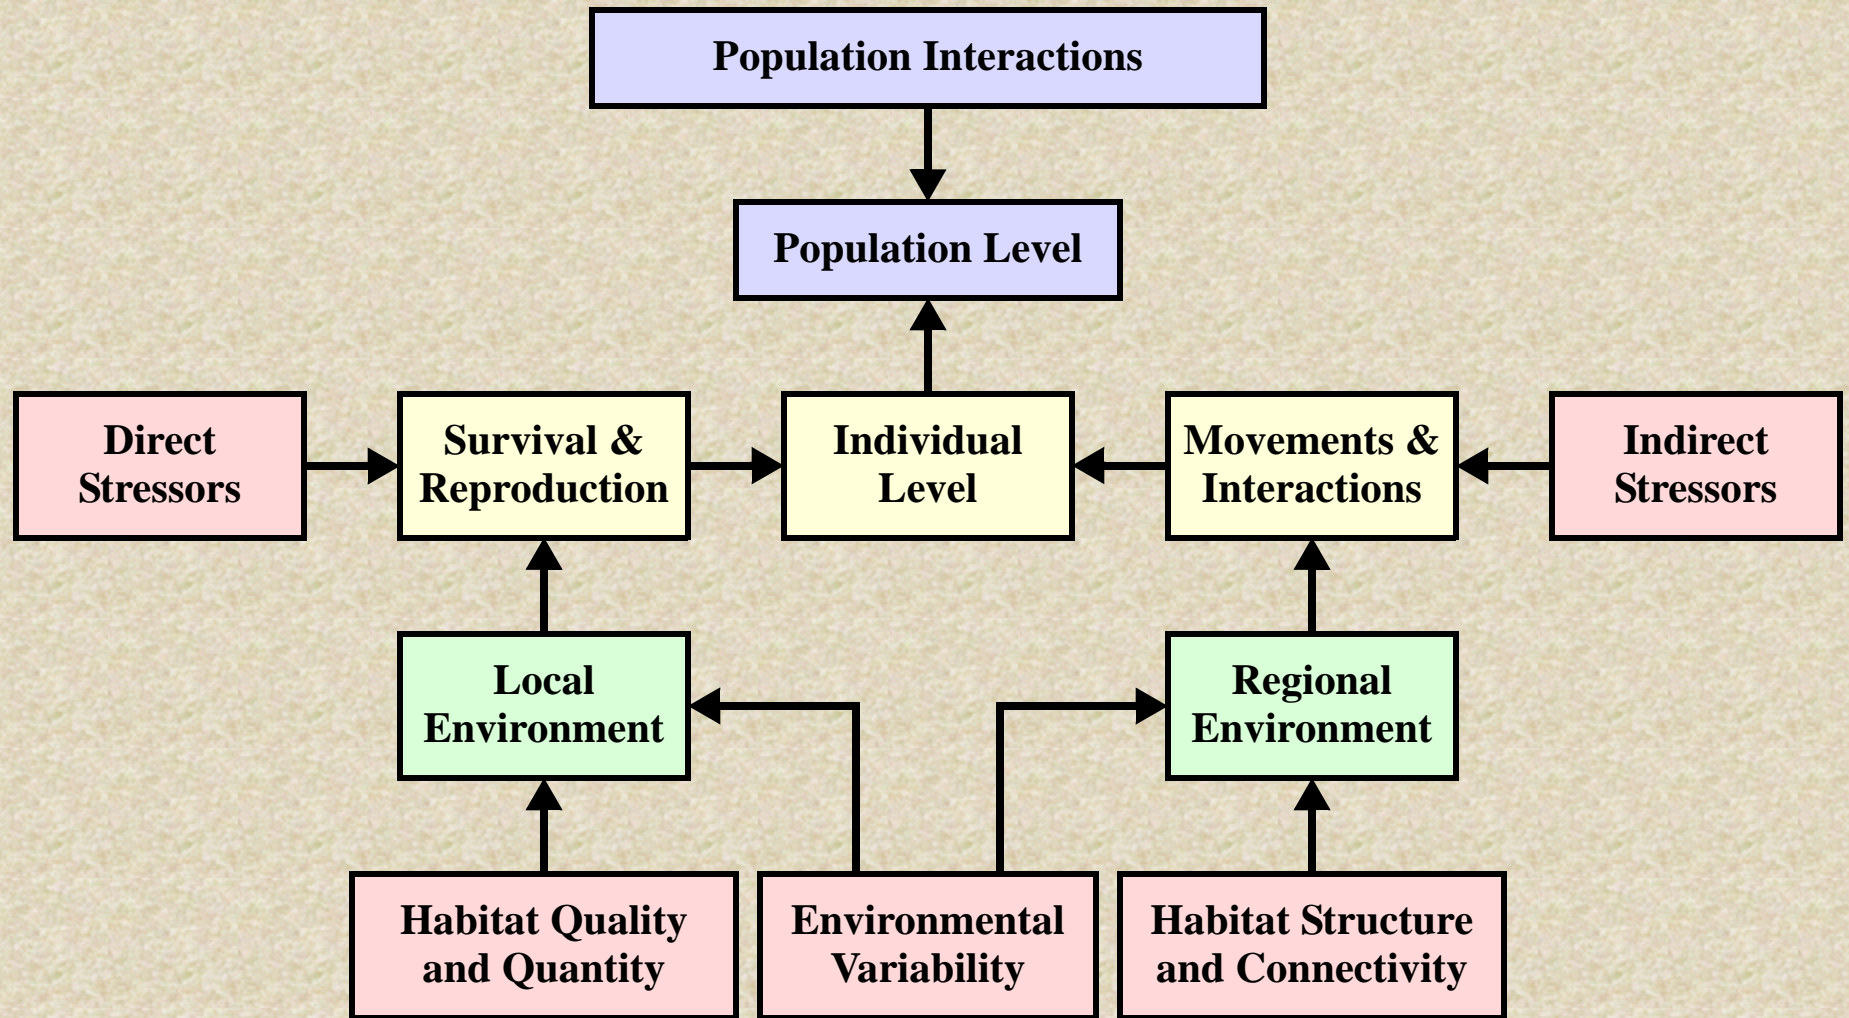 Population Interactions
Population Level
Direct
Stressors
Survival &
Reproduction
Individual
Level
Movements &
Interactions
Indirect
Stressors
Local
Environment
Regional
Environment
Habitat Quality
and Quantity
Environmental
Variability
Habitat Structure
and Connectivity